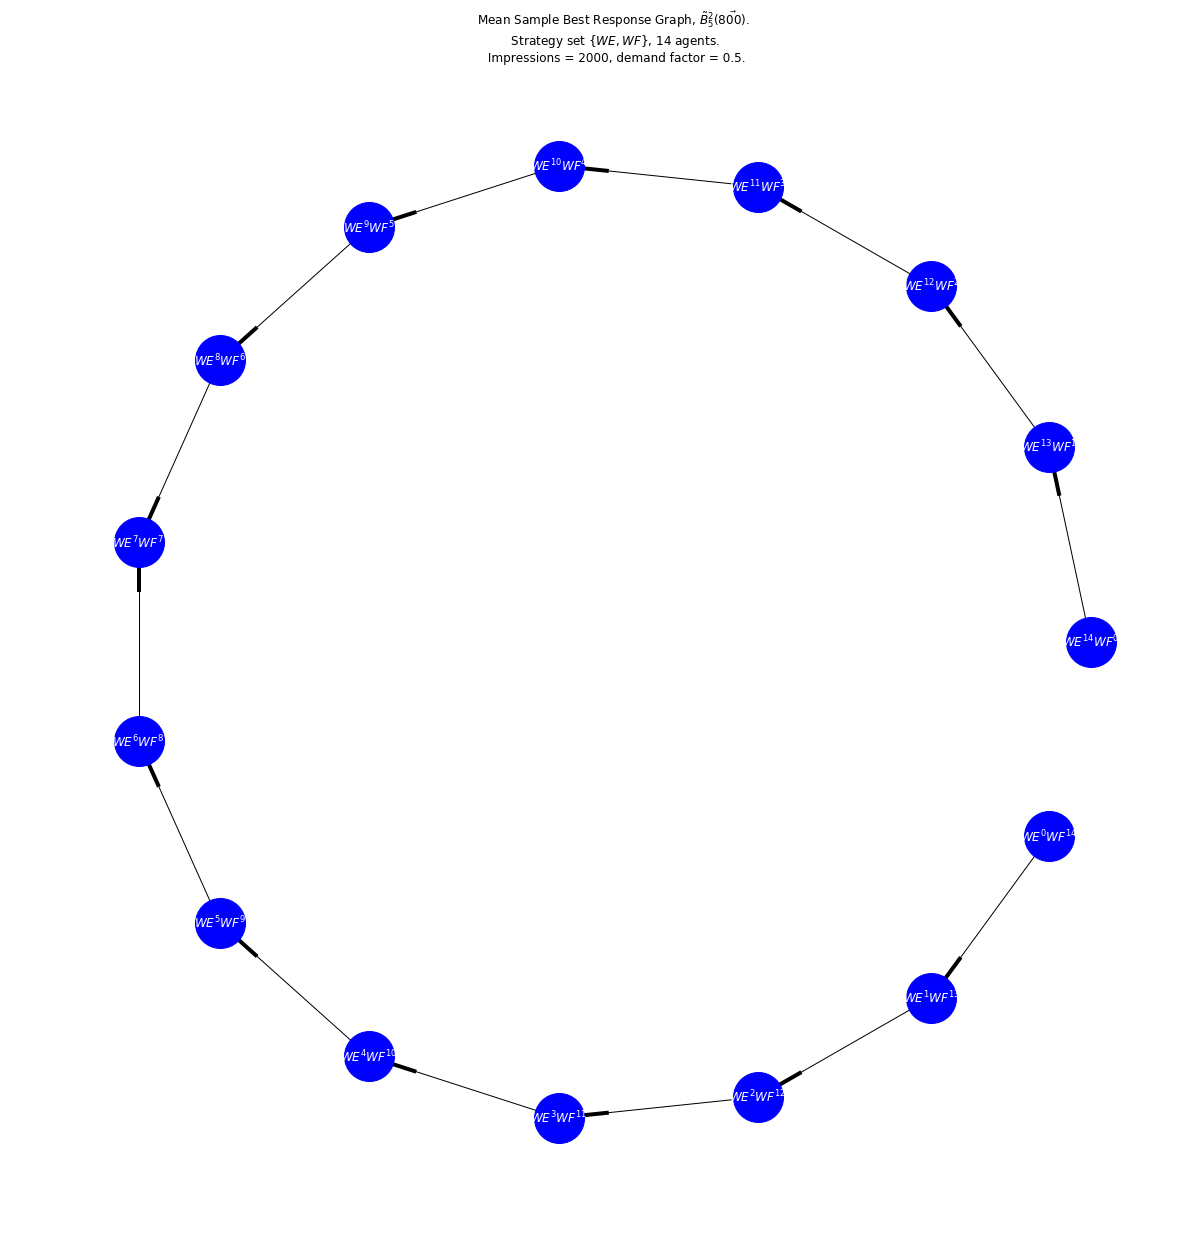 Mean Sample Best Response Graph, $\tilde{B}_5^2(\vec{800})$.
Strategy set {WE, WF}, 14 agents.
Impressions = 2000, demand factor = 0.5.
WE^{10}WF^4
WE^{11}WF^3
WE^9WF^5
WE^{12}WF^2
WE^8WF^6
WE^{13}WF^1
WE^7WF^7
WE^{14}WF^0
WE^6WF^8
WE^0WF^{14}
WE^5WF^9
WE^1WF^{13}
WE^4WF^{10}
WE^2WF^{12}
WE^3WF^{11}